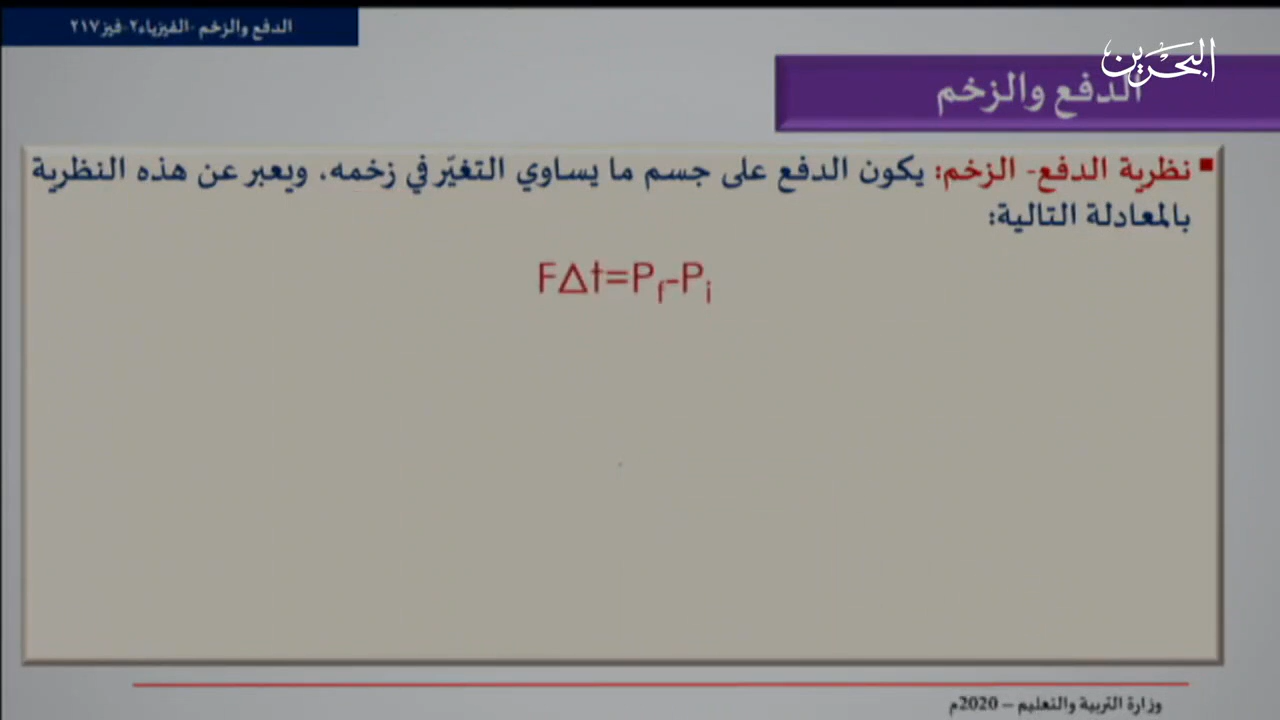 الدفع والزخم -الفيزياء٢-فيز٢١٧
البحرين
الدفع والزخم
▪ نظرية الدفع- الزخم: يكون الدفع على جسم ما يساوي التغيّر في زخمه، ويعبر عن هذه النظرية
بالمعادلة التالية:
FΔt=Pf-Pi
وزارة التربية والتعليم – 2020م